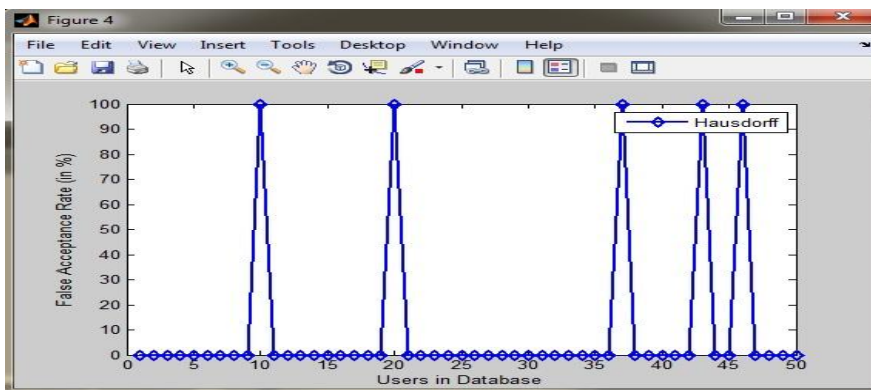 Figure 4
File Edit View Insert Tools Desktop Window Help
100
90
80
70
60
50
40
30
20
10
0
False Acceptance Rate (in %)
Hausdorff
0 5 10 15 20 25 30 35 40 45 50
Users in Database